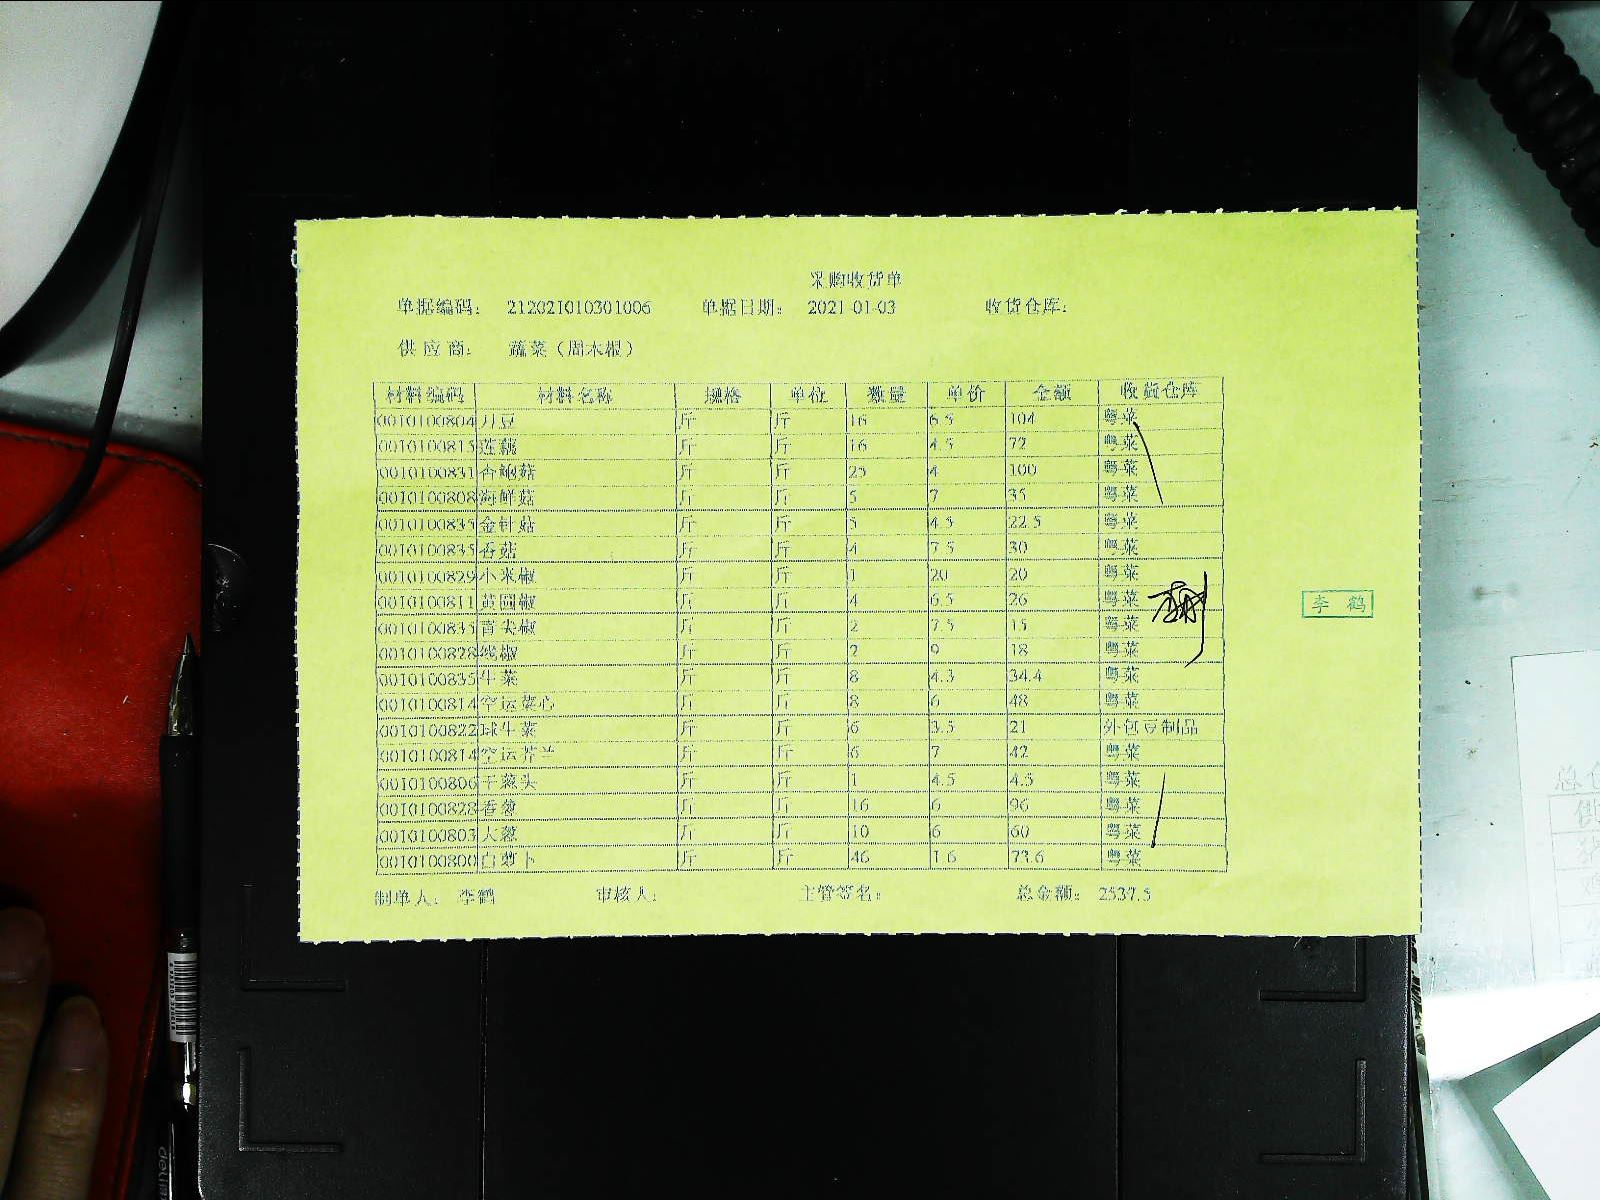 采购收货单
单据编码： 212021010301006 单据日期： 2021-01-03 收货仓库：
供应商： 蔬菜（周本根）
材料编码 材料名称 规格 单位 数量 单价 金额 收货仓库
0010100804 刀豆 斤 斤 16 6.5 104 粤菜
0010100815 莲藕 斤 斤 16 4.5 72 粤菜
0010100831 杏鲍菇 斤 斤 25 4 100 粤菜
0010100808 海鲜菇 斤 斤 5 7 35 粤菜
0010100835 金针菇 斤 斤 5 4.5 22.5 粤菜
0010100835 香菇 斤 斤 4 7.5 30 粤菜
0010100829 小米椒 斤 斤 1 20 20 粤菜
0010100811 黄圆椒 斤 斤 4 6.5 26 粤菜
0010100835 青尖椒 斤 斤 2 7.5 15 粤菜
0010100828 线椒 斤 斤 2 9 18 粤菜
0010100835 生菜 斤 斤 8 4.3 34.4 粤菜
0010100814 空运菜心 斤 斤 8 6 48 粤菜
0010100822 球生菜 斤 斤 6 3.5 21 外包豆制品
0010100814 空运芥兰 斤 斤 6 7 42 粤菜
0010100806 干葱头 斤 斤 1 4.5 4.5 粤菜
0010100828 香葱 斤 斤 16 6 96 粤菜
0010100803 大葱 斤 斤 10 6 60 粤菜
0010100800 白萝卜 斤 斤 46 1.6 73.6 粤菜
制单人： 李鹤 审核人： 主管签名： 总金额： 2537.5
李鹤